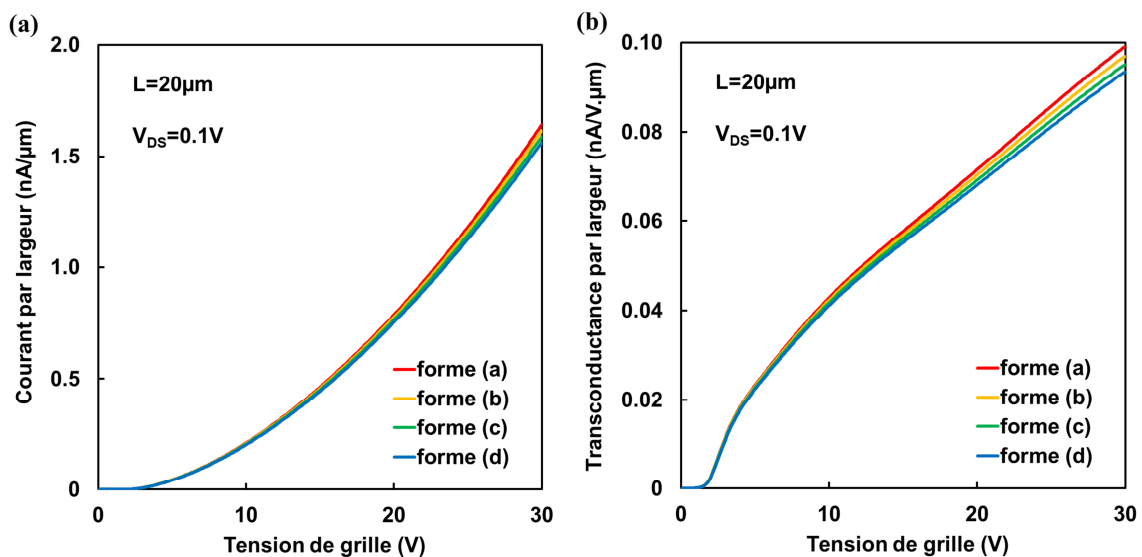 (a)
2.0
1.5
1.0
0.5
0
Courant par largeur (nA/μm)
L=20μm
V_DS=0.1V
forme (a)
forme (b)
forme (c)
forme (d)
0 10 20 30
Tension de grille (V)
(b)
0.10
0.08
0.06
0.04
0.02
0
Transconductance par largeur (nA/V.μm)
L=20μm
V_DS=0.1V
forme (a)
forme (b)
forme (c)
forme (d)
0 10 20 30
Tension de grille (V)